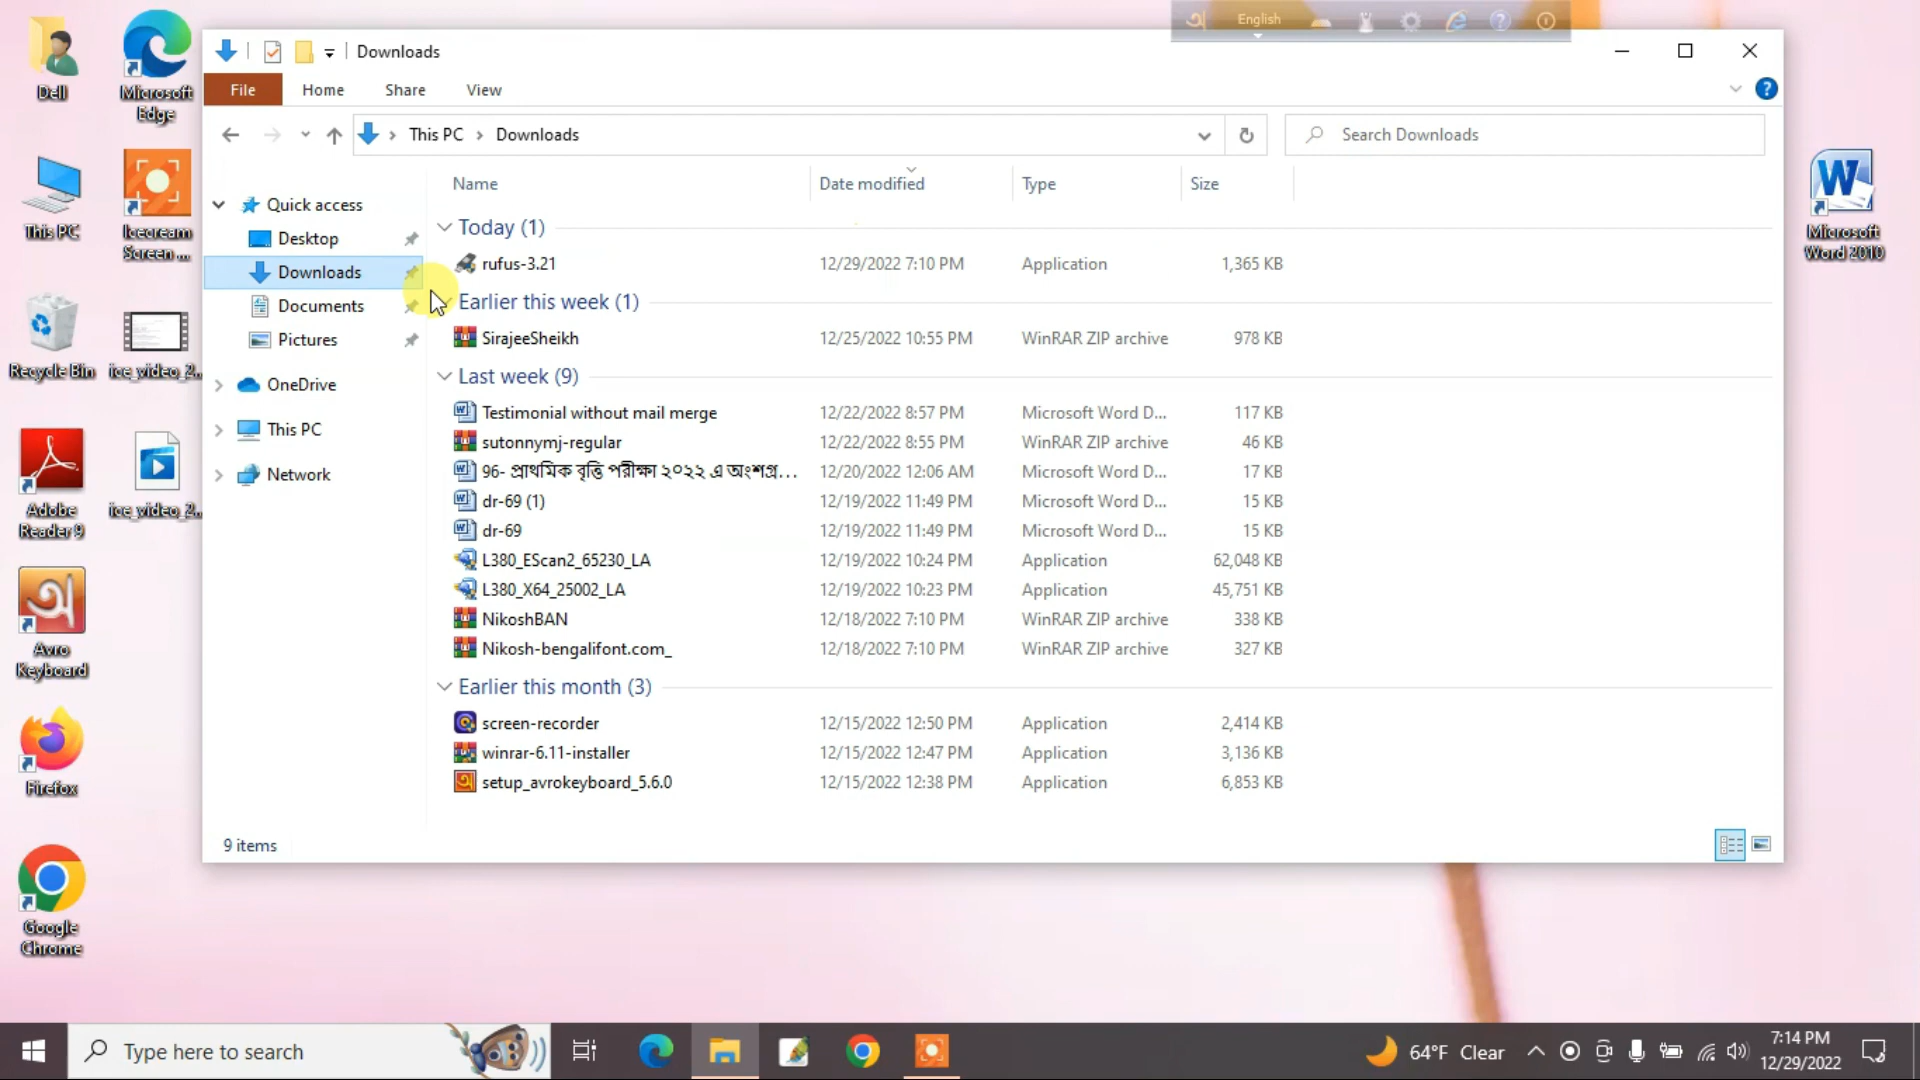 English
Downloads
File Home Share View
This PC Downloads
Search Downloads
Name Date modified Type Size
Quick access
Desktop
Downloads
Documents
Pictures
OneDrive
This PC
Network
Today (1)
rufus-3.21 12/29/2022 7:10 PM Application 1,365 KB
Earlier this week (1)
SirajeeSheikh 12/25/2022 10:55 PM WinRAR ZIP archive 978 KB
Last week (9)
Testimonial without mail merge 12/22/2022 8:57 PM Microsoft Word D... 117 KB
sutonnymj-regular 12/22/2022 8:55 PM WinRAR ZIP archive 46 KB
96- প্রাথমিক বৃত্তি পরীক্ষা ২০২২ এ অংশগ্র... 12/20/2022 12:06 AM Microsoft Word D... 17 KB
dr-69 (1) 12/19/2022 11:49 PM Microsoft Word D... 15 KB
dr-69 12/19/2022 11:49 PM Microsoft Word D... 15 KB
L380_EScan2_65230_LA 12/19/2022 10:24 PM Application 62,048 KB
L380_X64_25002_LA 12/19/2022 10:23 PM Application 45,751 KB
NikoshBAN 12/18/2022 7:10 PM WinRAR ZIP archive 338 KB
Nikosh-bengalifont.com_ 12/18/2022 7:10 PM WinRAR ZIP archive 327 KB
Earlier this month (3)
screen-recorder 12/15/2022 12:50 PM Application 2,414 KB
winrar-6.11-installer 12/15/2022 12:47 PM Application 3,136 KB
setup_avrokeyboard_5.6.0 12/15/2022 12:38 PM Application 6,853 KB
9 items
Dell
Microsoft
Edge
This PC
Icecream
Screen ...
Recycle Bin
ice_video_2...
Adobe
Reader 9
ice_video_2...
অ
Avro
Keyboard
Firefox
Google
Chrome
Microsoft
Word 2010
Type here to search
64°F Clear
7:14 PM
12/29/2022